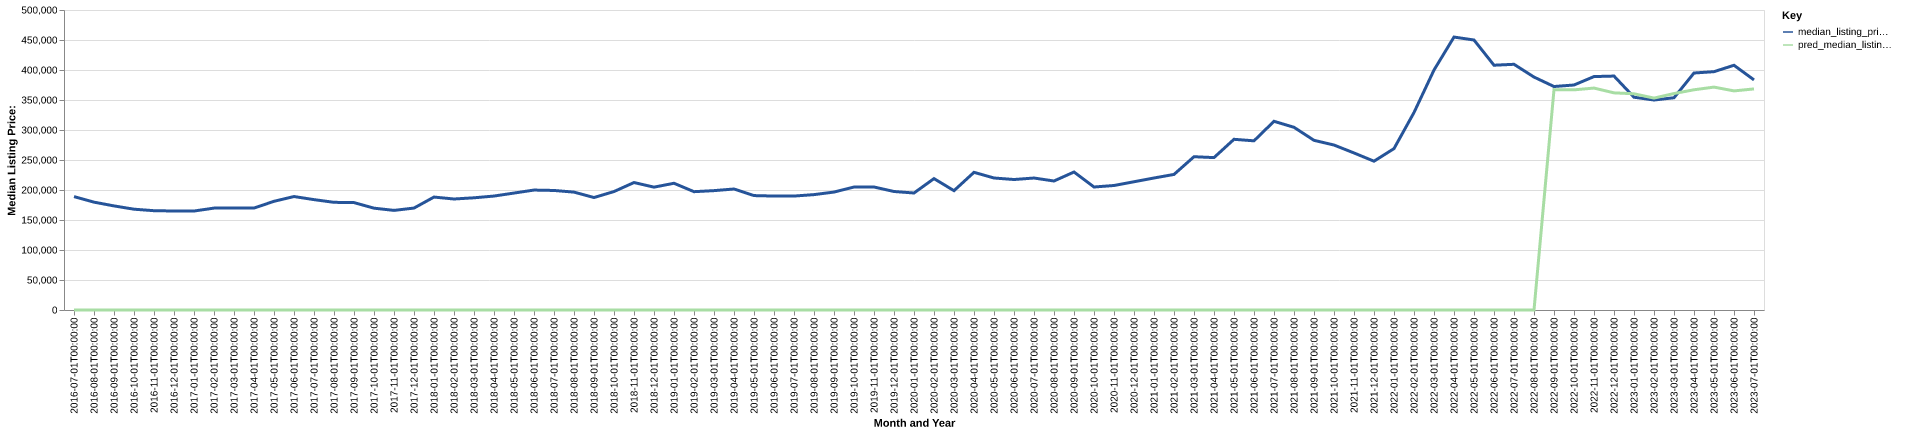 500,000
450,000
400,000
350,000
300,000
250,000
200,000
150,000
100,000
50,000
0
Median Listing Price:
2016-07-01T00:00:00
2016-08-01T00:00:00
2016-09-01T00:00:00
2016-10-01T00:00:00
2016-11-01T00:00:00
2016-12-01T00:00:00
2017-01-01T00:00:00
2017-02-01T00:00:00
2017-03-01T00:00:00
2017-04-01T00:00:00
2017-05-01T00:00:00
2017-06-01T00:00:00
2017-07-01T00:00:00
2017-08-01T00:00:00
2017-09-01T00:00:00
2017-10-01T00:00:00
2017-11-01T00:00:00
2017-12-01T00:00:00
2018-01-01T00:00:00
2018-02-01T00:00:00
2018-03-01T00:00:00
2018-04-01T00:00:00
2018-05-01T00:00:00
2018-06-01T00:00:00
2018-07-01T00:00:00
2018-08-01T00:00:00
2018-09-01T00:00:00
2018-10-01T00:00:00
2018-11-01T00:00:00
2018-12-01T00:00:00
2019-01-01T00:00:00
2019-02-01T00:00:00
2019-03-01T00:00:00
2019-04-01T00:00:00
2019-05-01T00:00:00
2019-06-01T00:00:00
2019-07-01T00:00:00
2019-08-01T00:00:00
2019-09-01T00:00:00
2019-10-01T00:00:00
2019-11-01T00:00:00
2019-12-01T00:00:00
2020-01-01T00:00:00
2020-02-01T00:00:00
2020-03-01T00:00:00
2020-04-01T00:00:00
2020-05-01T00:00:00
2020-06-01T00:00:00
2020-07-01T00:00:00
2020-08-01T00:00:00
2020-09-01T00:00:00
2020-10-01T00:00:00
2020-11-01T00:00:00
2020-12-01T00:00:00
2021-01-01T00:00:00
2021-02-01T00:00:00
2021-03-01T00:00:00
2021-04-01T00:00:00
2021-05-01T00:00:00
2021-06-01T00:00:00
2021-07-01T00:00:00
2021-08-01T00:00:00
2021-09-01T00:00:00
2021-10-01T00:00:00
2021-11-01T00:00:00
2021-12-01T00:00:00
2022-01-01T00:00:00
2022-02-01T00:00:00
2022-03-01T00:00:00
2022-04-01T00:00:00
2022-05-01T00:00:00
2022-06-01T00:00:00
2022-07-01T00:00:00
2022-08-01T00:00:00
2022-09-01T00:00:00
2022-10-01T00:00:00
2022-11-01T00:00:00
2022-12-01T00:00:00
2023-01-01T00:00:00
2023-02-01T00:00:00
2023-03-01T00:00:00
2023-04-01T00:00:00
2023-05-01T00:00:00
2023-06-01T00:00:00
2023-07-01T00:00:00
Month and Year
Key
median_listing_pri…
pred_median_listin…